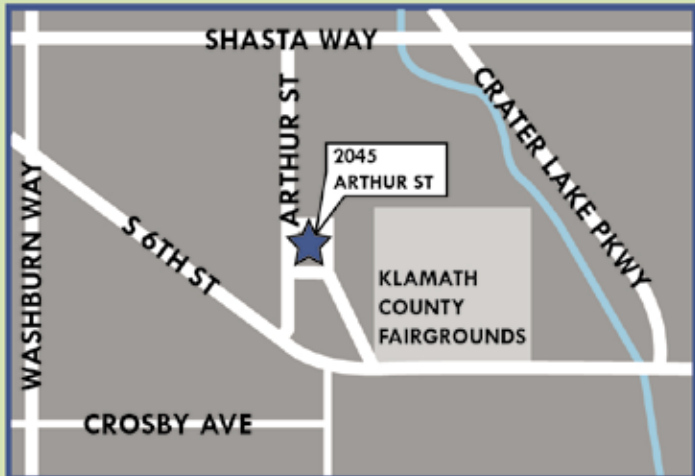 SHASTA WAY
ARTHUR ST
CRATER LAKE PKWY
2045
ARTHUR ST
WASHBURN WAY
S 6TH ST
KLAMATH
COUNTY
FAIRGROUNDS
CROSBY AVE